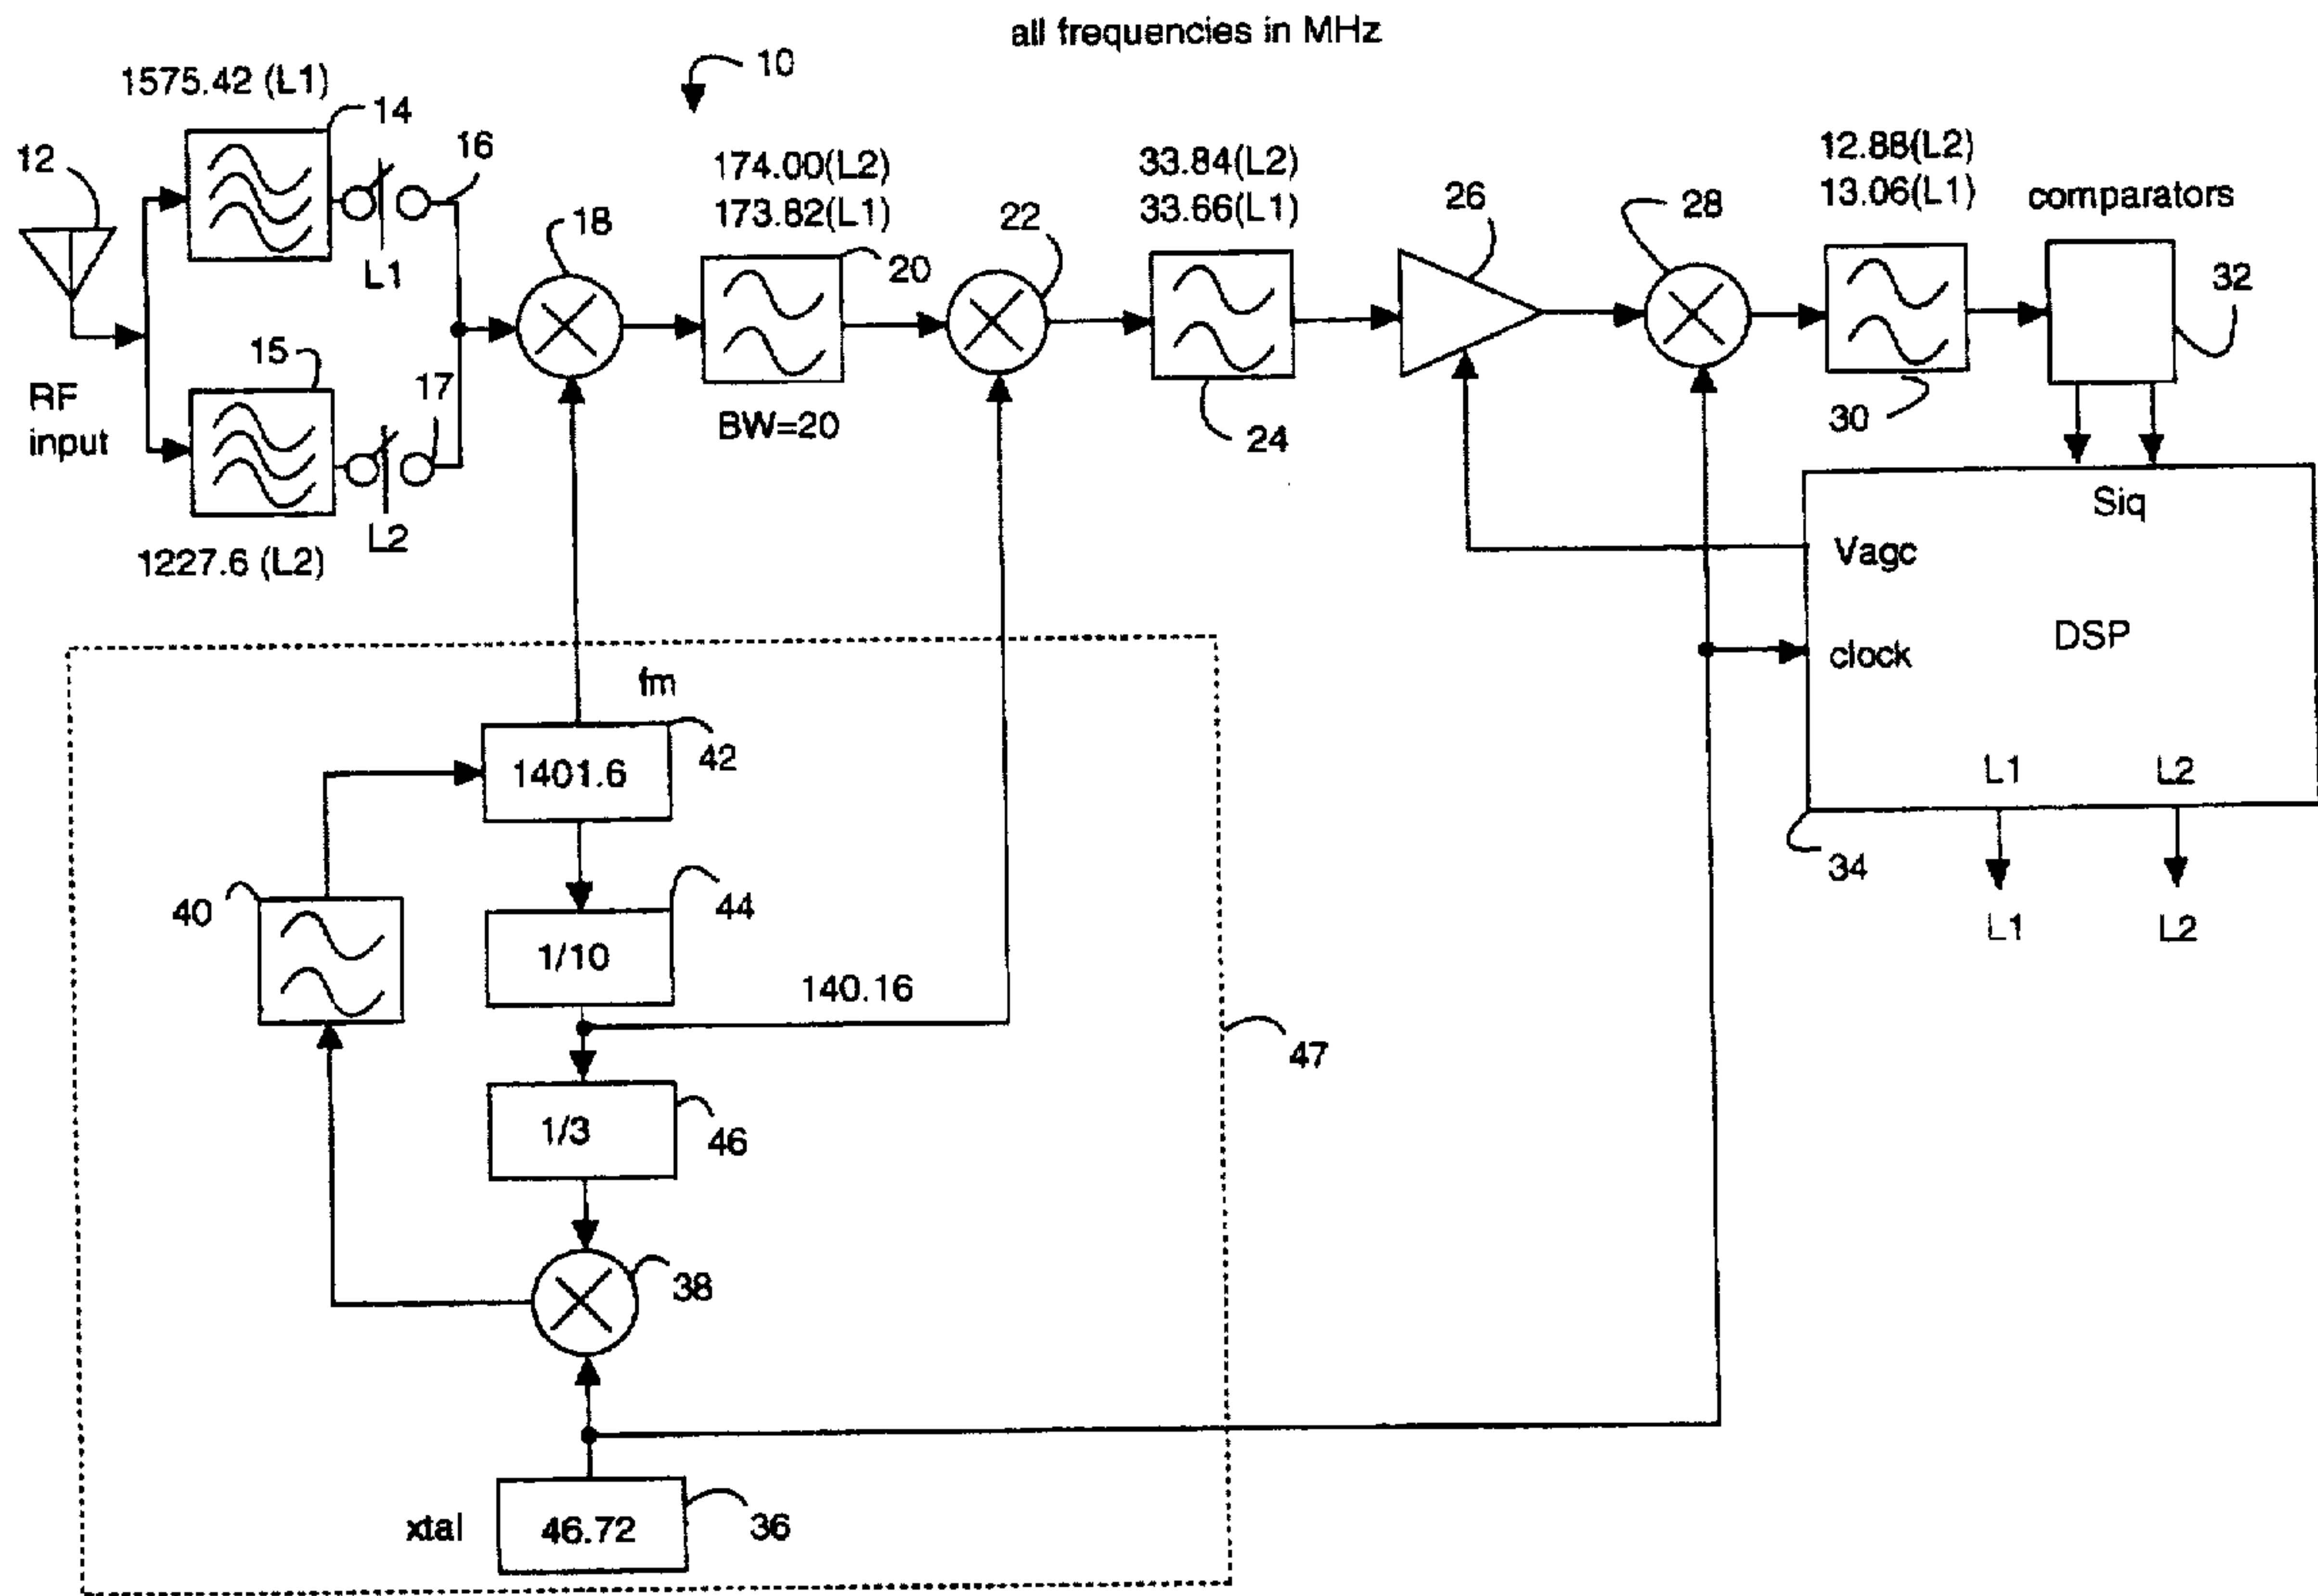 all frequencies in MHz
10
1575.42 (L1)
14
12
16
L1
RF
input
15
17
L2
1227.6 (L2)
18
174.00(L2)
173.82(L1)
20
BW=20
22
33.84(L2)
33.66(L1)
24
26
28
12.88(L2)
13.06(L1)
30
comparators
32
Siq
Vagc
DSP
clock
L1
L2
34
L1
L2
fm
1401.6
42
40
1/10
44
140.16
47
1/3
46
38
xtal
46.72
36